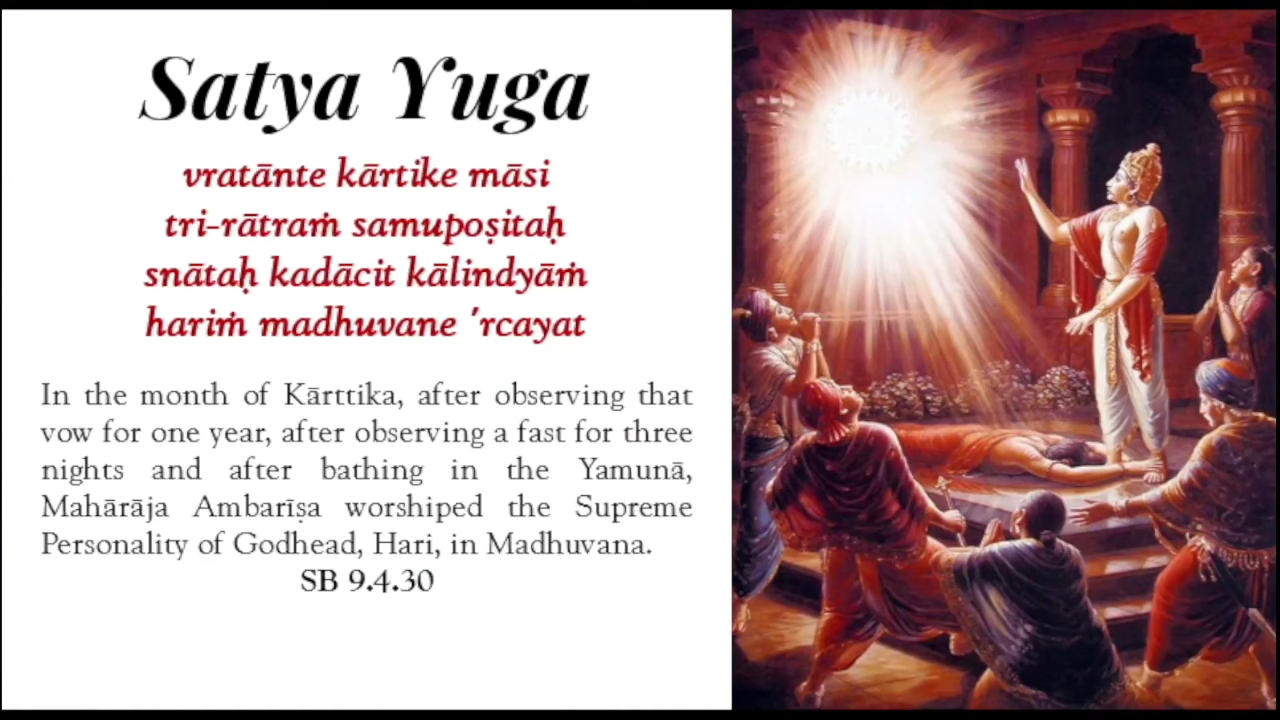 Satya Yuga
vratānte kārtike māsi
tri-rātraṁ samupoṣitaḥ
snātaḥ kadācit kālindyāṁ
hariṁ madhuvane 'rcayat
In the month of Kārttika, after observing that
vow for one year, after observing a fast for three
nights and after bathing in the Yamunā,
Mahārāja Ambarīṣa worshiped the Supreme
Personality of Godhead, Hari, in Madhuvana.
SB 9.4.30